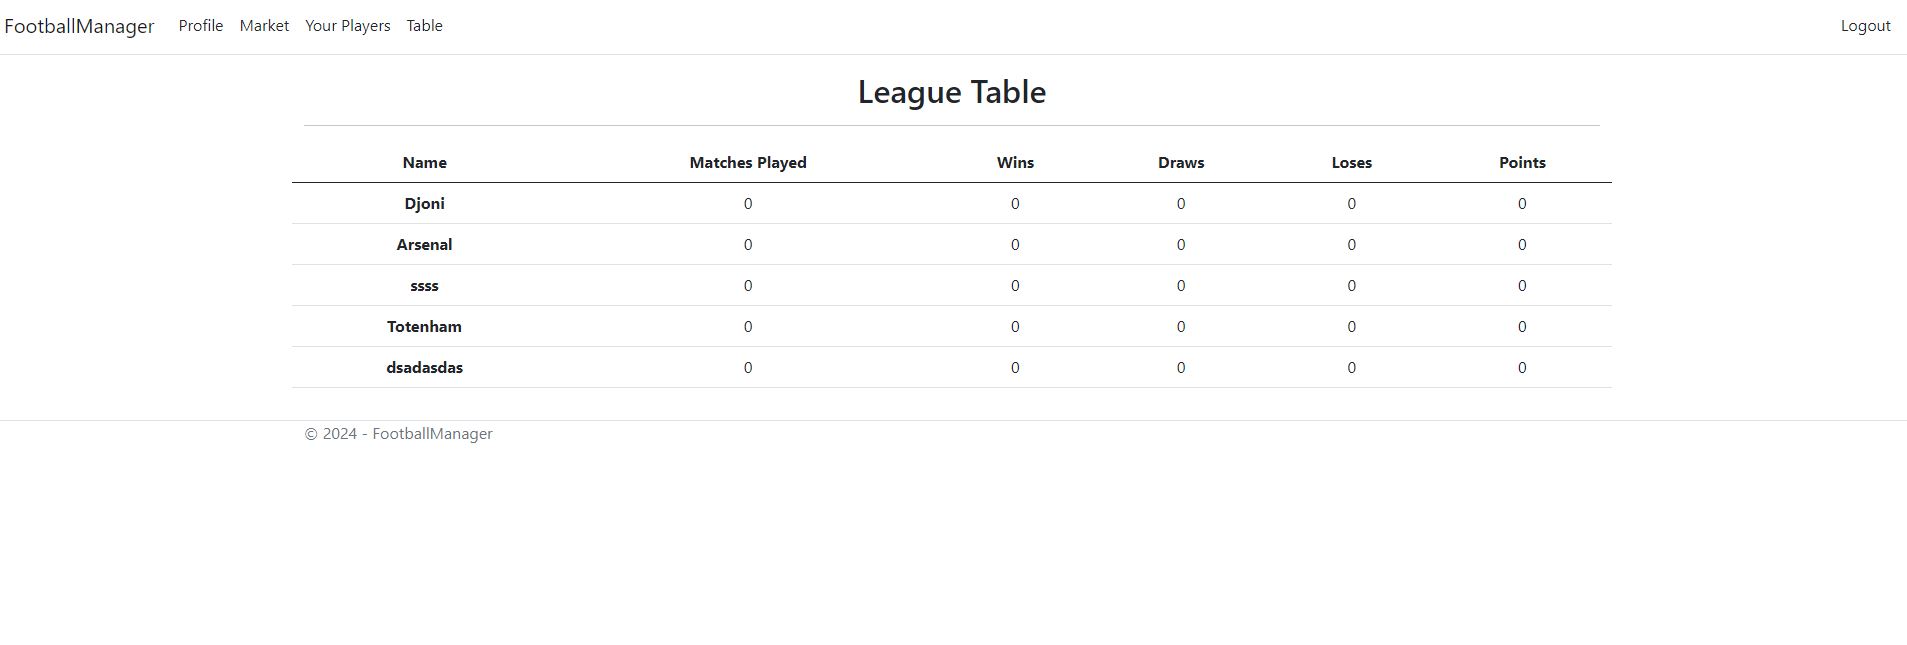 FootballManager Profile Market Your Players Table Logout
League Table
Name Matches Played Wins Draws Loses Points
Djoni 0 0 0 0 0
Arsenal 0 0 0 0 0
ssss 0 0 0 0 0
Totenham 0 0 0 0 0
dsadasdas 0 0 0 0 0
© 2024 - FootballManager